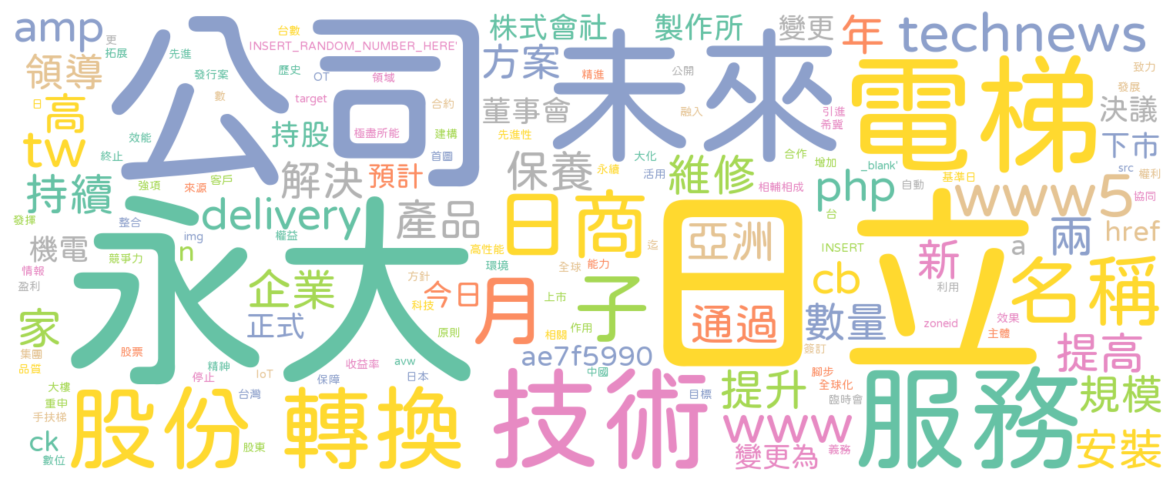 amp
更
拓展
先進
台數
INSERT_RANDOM_NUMBER_HERE'
株式會社
製作所
變更
年
technews
領導
發行案
歷史
OT
領域
方案
精進
公開
致力
公司
未來
電梯
日
高
數
target
合約
董事會
融入
引進
希翼
發展
決議
tw
效能
終止
持股
極盡所能
建構
首圖
先進性
下市
持續
強項
來源
客戶
解決
預計
保養
永續
大化
活用
維修
合作
增加
相輔相成
_blank'
php
自動
基準日
src
權利
www5
協同
發揮
整合
delivery
產品
日商
亞洲
台
兩
href
機電
img
權益
n
競爭力
高性能
迄
INSERT
新
a
情報
盈利
永大
企業
方針
環境
全球
能力
日立
cb
利用
名稱
家
正式
今日
科技
月
上市
子
通過
數量
zoneid
效果
主體
原則
相關
作用
集團
品質
股票
精神
停止
IoT
收益率
保障
avw
日本
ae7f5990
中國
簽訂
腳步
全球化
臨時會
提高
大樓
重申
手扶梯
股份
台灣
轉換
技術
目標
提升
服務
規模
ck
數位
股東
www
變更為
義務
安裝